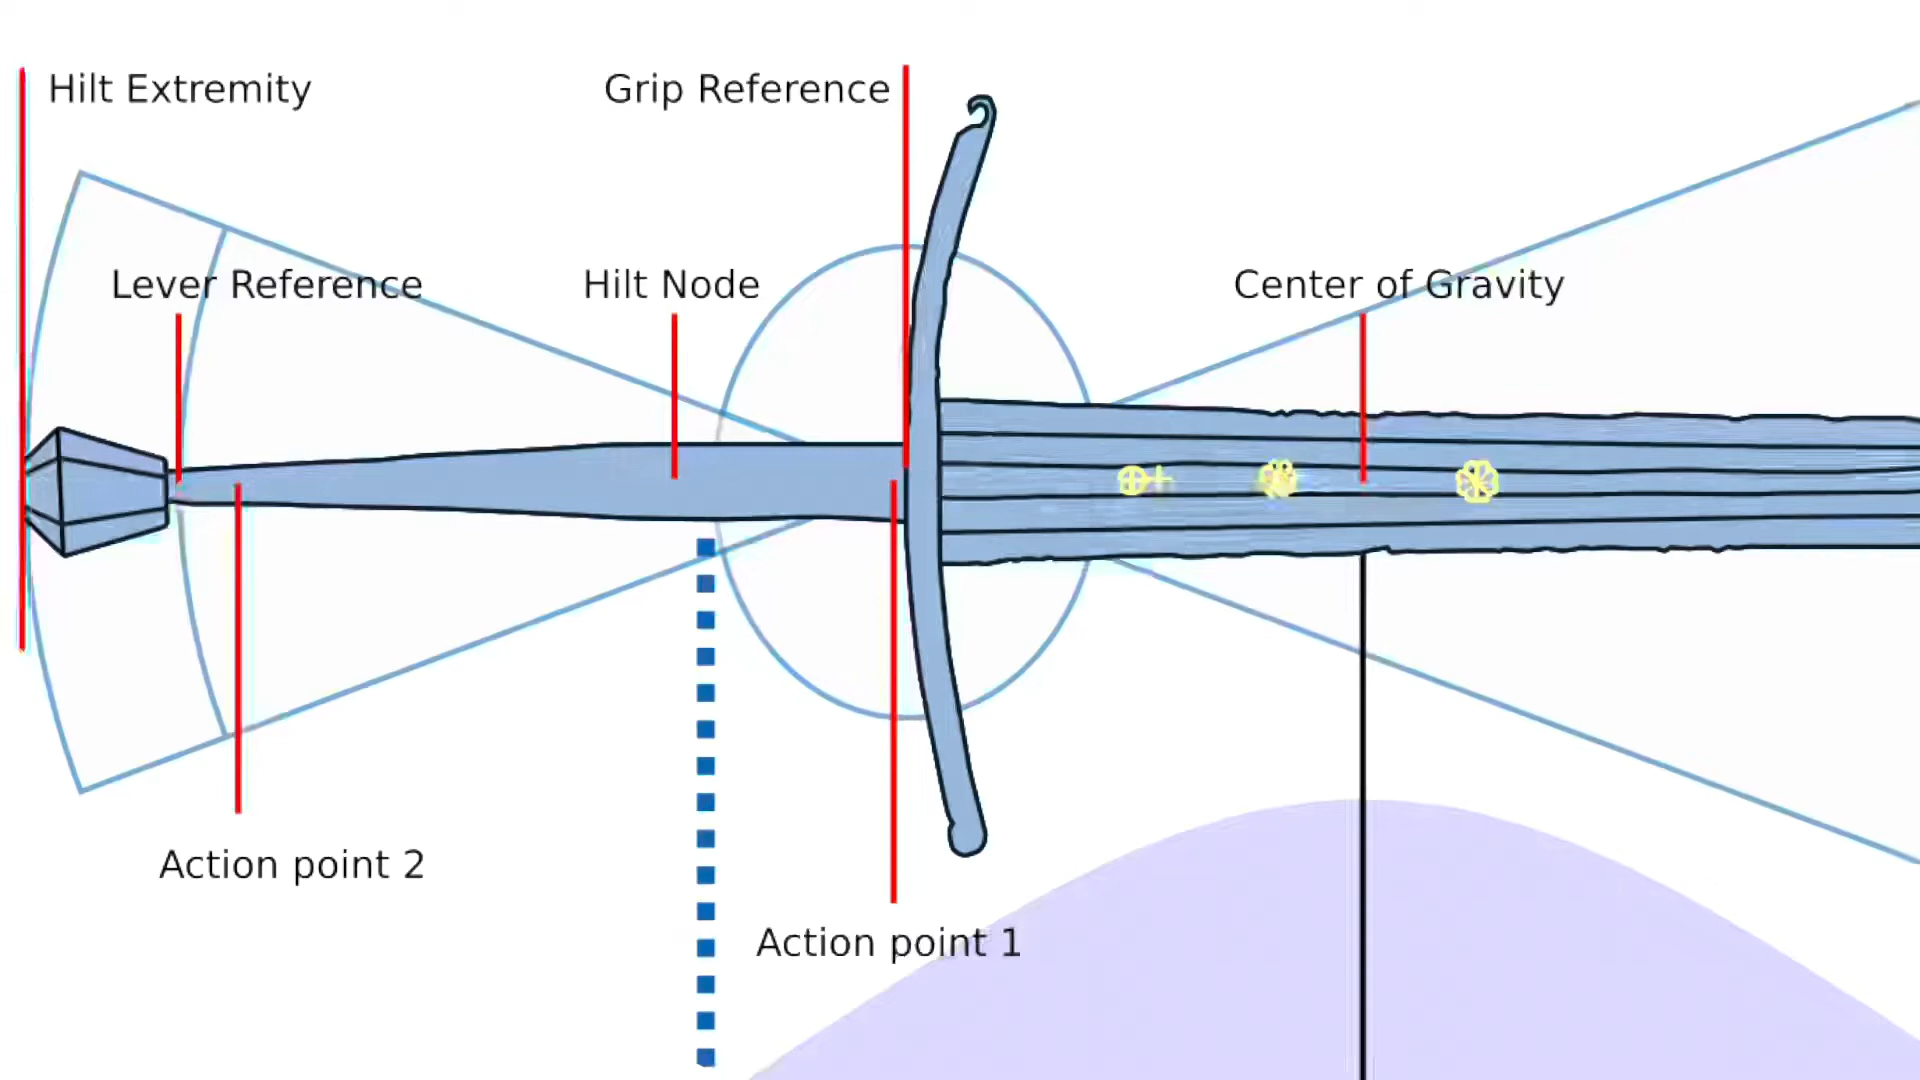 Hilt Extremity
Grip Reference
Lever Reference
Hilt Node
Center of Gravity
Action point 2
Action point 1